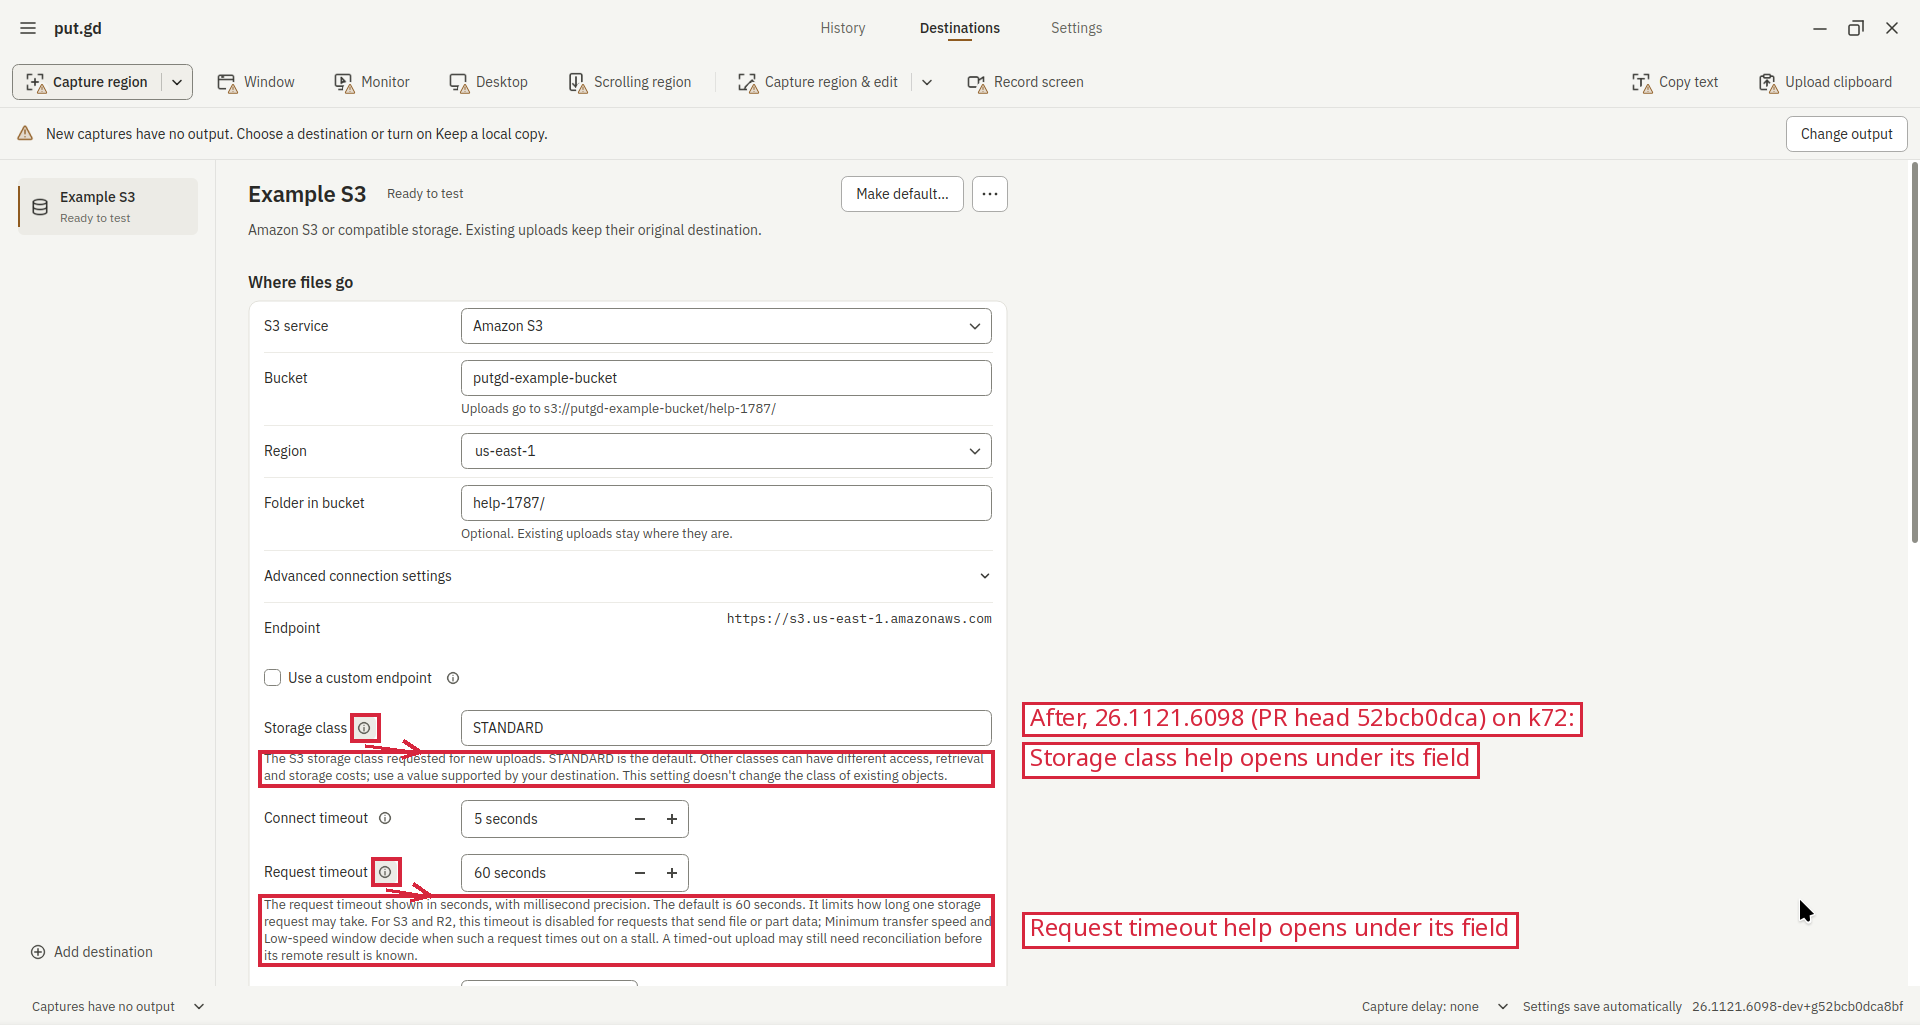 put.gd
History
Destinations
Settings
Capture region
Window
Monitor
Desktop
Scrolling region
Capture region & edit
Record screen
Copy text
Upload clipboard
New captures have no output. Choose a destination or turn on Keep a local copy.
Change output
Example S3
Ready to test
Example S3
Ready to test
Make default...
Amazon S3 or compatible storage. Existing uploads keep their original destination.
Where files go
S3 service
Amazon S3
Bucket
putgd-example-bucket
Uploads go to s3://putgd-example-bucket/help-1787/
Region
us-east-1
Folder in bucket
help-1787/
Optional. Existing uploads stay where they are.
Advanced connection settings
Endpoint
https://s3.us-east-1.amazonaws.com
Use a custom endpoint
Storage class
STANDARD
The S3 storage class requested for new uploads. STANDARD is the default. Other classes can have different access, retrieval
and storage costs; use a value supported by your destination. This setting doesn't change the class of existing objects.
After, 26.1121.6098 (PR head 52bcb0dca) on k72:
Storage class help opens under its field
Connect timeout
5 seconds
Request timeout
60 seconds
The request timeout shown in seconds, with millisecond precision. The default is 60 seconds. It limits how long one storage
request may take. For S3 and R2, this timeout is disabled for requests that send file or part data; Minimum transfer speed and
Low-speed window decide when such a request times out on a stall. A timed-out upload may still need reconciliation before
its remote result is known.
Request timeout help opens under its field
Add destination
Captures have no output
Capture delay: none
Settings save automatically
26.1121.6098-dev+g52bcb0dca8bf